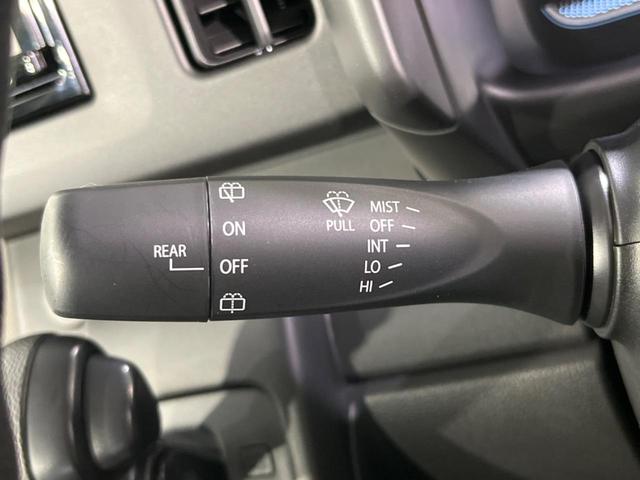 REAR
ON
OFF
PULL
MIST
OFF
INT
LO
HI